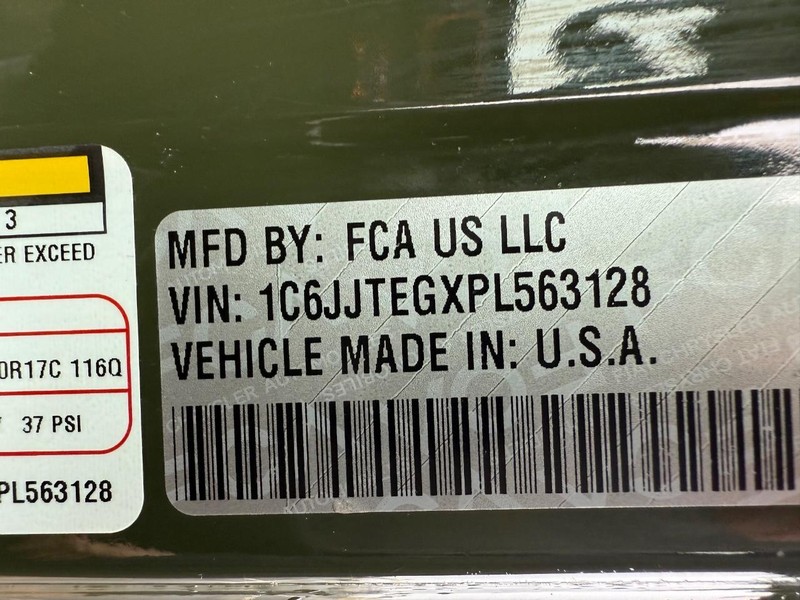 3
ER EXCEED
0R17C 116Q
37 PSI
PL563128
MFD BY: FCA US LLC
VIN: 1C6JJTEGXPL563128
VEHICLE MADE IN: U.S.A.